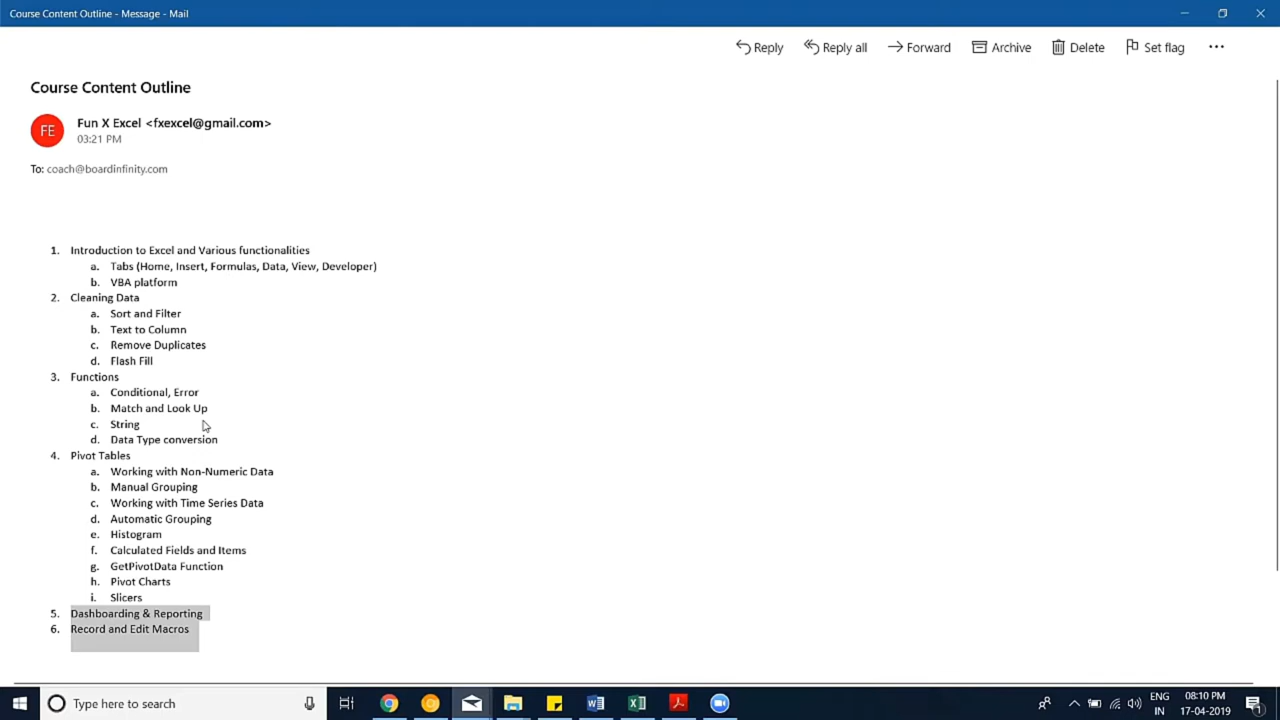 Course Content Outline - Message - Mail
Reply
Reply all
Forward
Archive
Delete
Set flag
Course Content Outline
FE
Fun X Excel <fxexcel@gmail.com>
03:21 PM
To: coach@boardinfinity.com
1. Introduction to Excel and Various functionalities
a. Tabs (Home, Insert, Formulas, Data, View, Developer)
b. VBA platform
2. Cleaning Data
a. Sort and Filter
b. Text to Column
c. Remove Duplicates
d. Flash Fill
3. Functions
a. Conditional, Error
b. Match and Look Up
c. String
d. Data Type conversion
4. Pivot Tables
a. Working with Non-Numeric Data
b. Manual Grouping
c. Working with Time Series Data
d. Automatic Grouping
e. Histogram
f. Calculated Fields and Items
g. GetPivotData Function
h. Pivot Charts
i. Slicers
5. Dashboarding & Reporting
6. Record and Edit Macros
Type here to search
ENG
IN
08:10 PM
17-04-2019